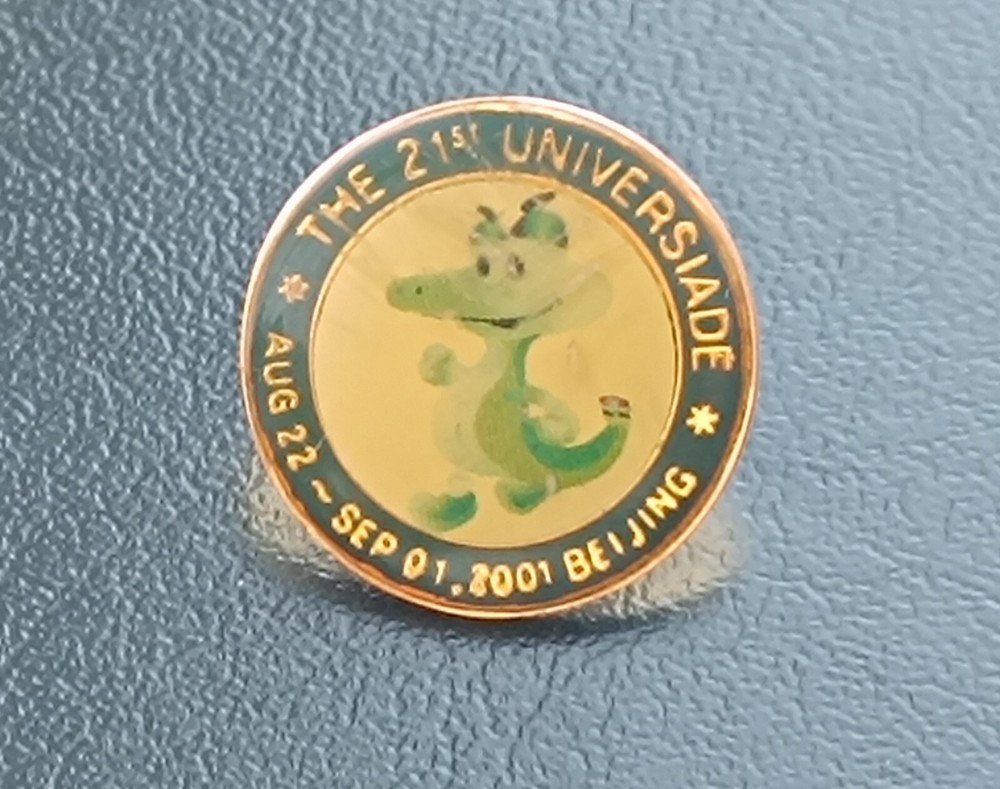 THE 21st UNIVERSIADE
AUG 22 ~ SEP 01, 2001 BEIJING